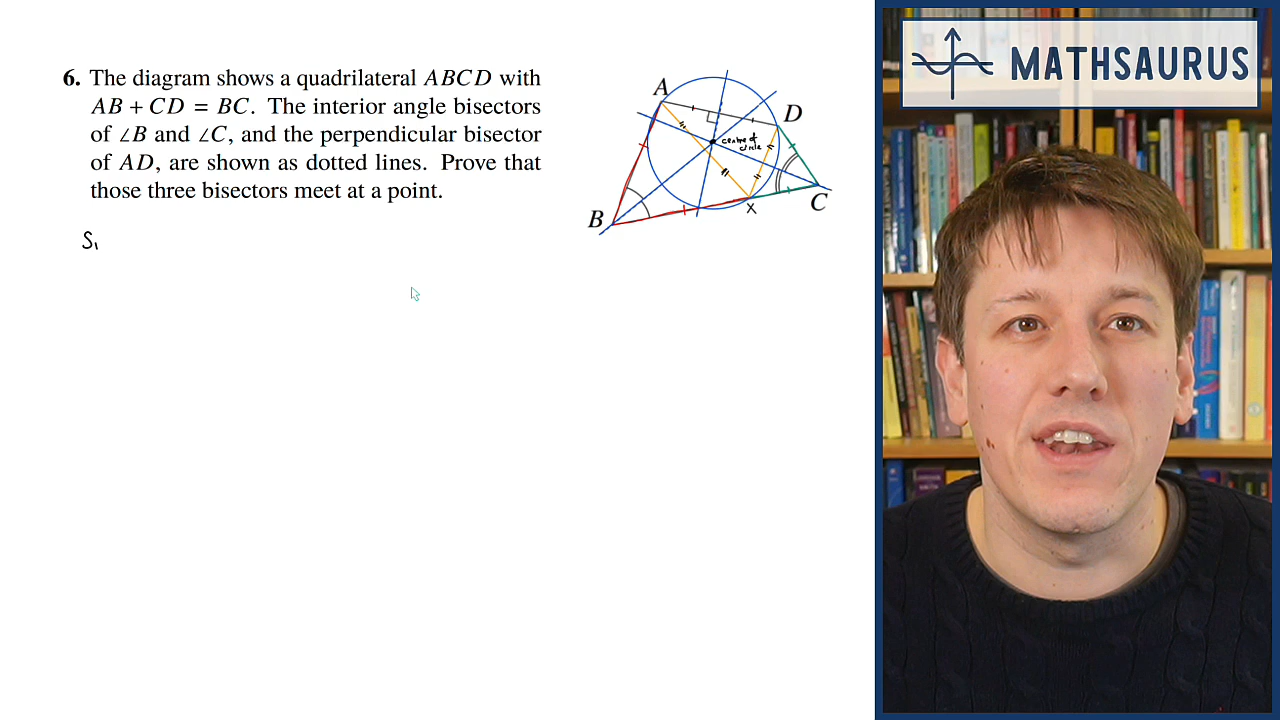 6. The diagram shows a quadrilateral ABCD with
AB + CD = BC. The interior angle bisectors
of ∠B and ∠C, and the perpendicular bisector
of AD, are shown as dotted lines. Prove that
those three bisectors meet at a point.
A
D
centre of
circle
B
X
C
MATHSAURUS